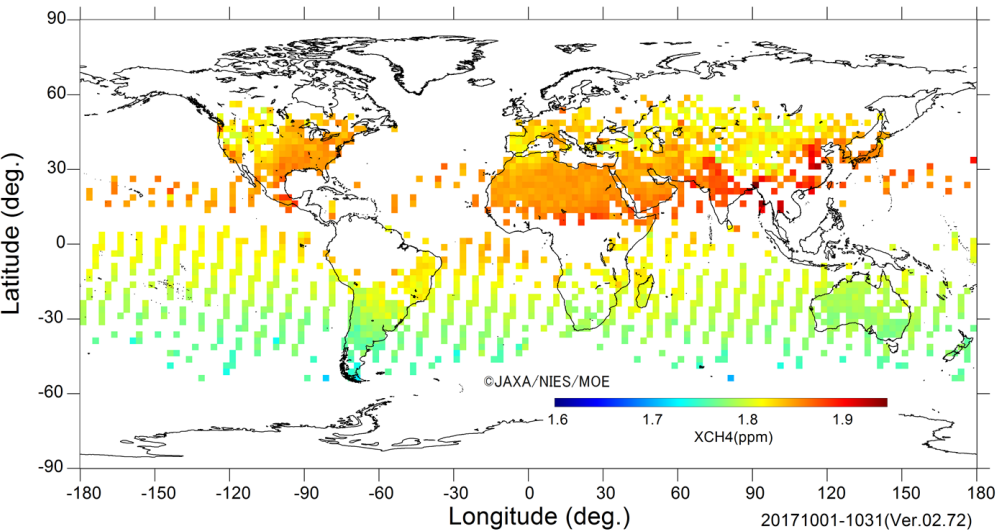 90
60
30
0
-30
-60
-90
Latitude (deg.)
©JAXA/NIES/MOE
1.6 1.7 1.8 1.9
XCH4(ppm)
-180 -150 -120 -90 -60 -30 0 30 60 90 120 150 180
Longitude (deg.)
20171001-1031(Ver.02.72)